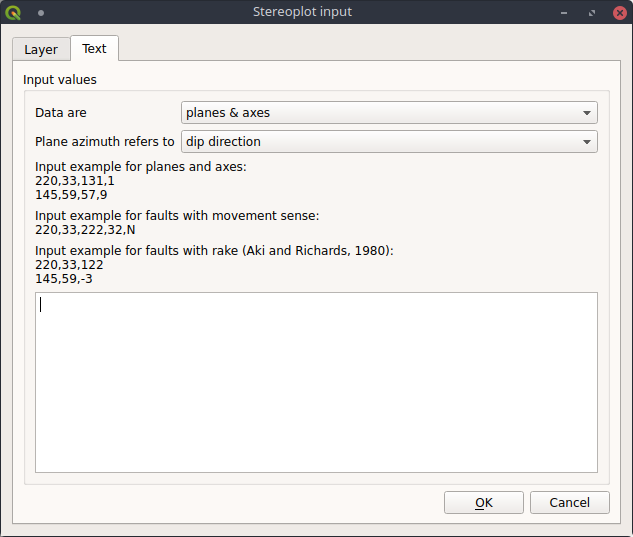 Stereoplot input
Layer
Text
Input values
Data are
planes & axes
Plane azimuth refers to
dip direction
Input example for planes and axes:
220,33,131,1
145,59,57,9
Input example for faults with movement sense:
220,33,222,32,N
Input example for faults with rake (Aki and Richards, 1980):
220,33,122
145,59,-3
OK
Cancel